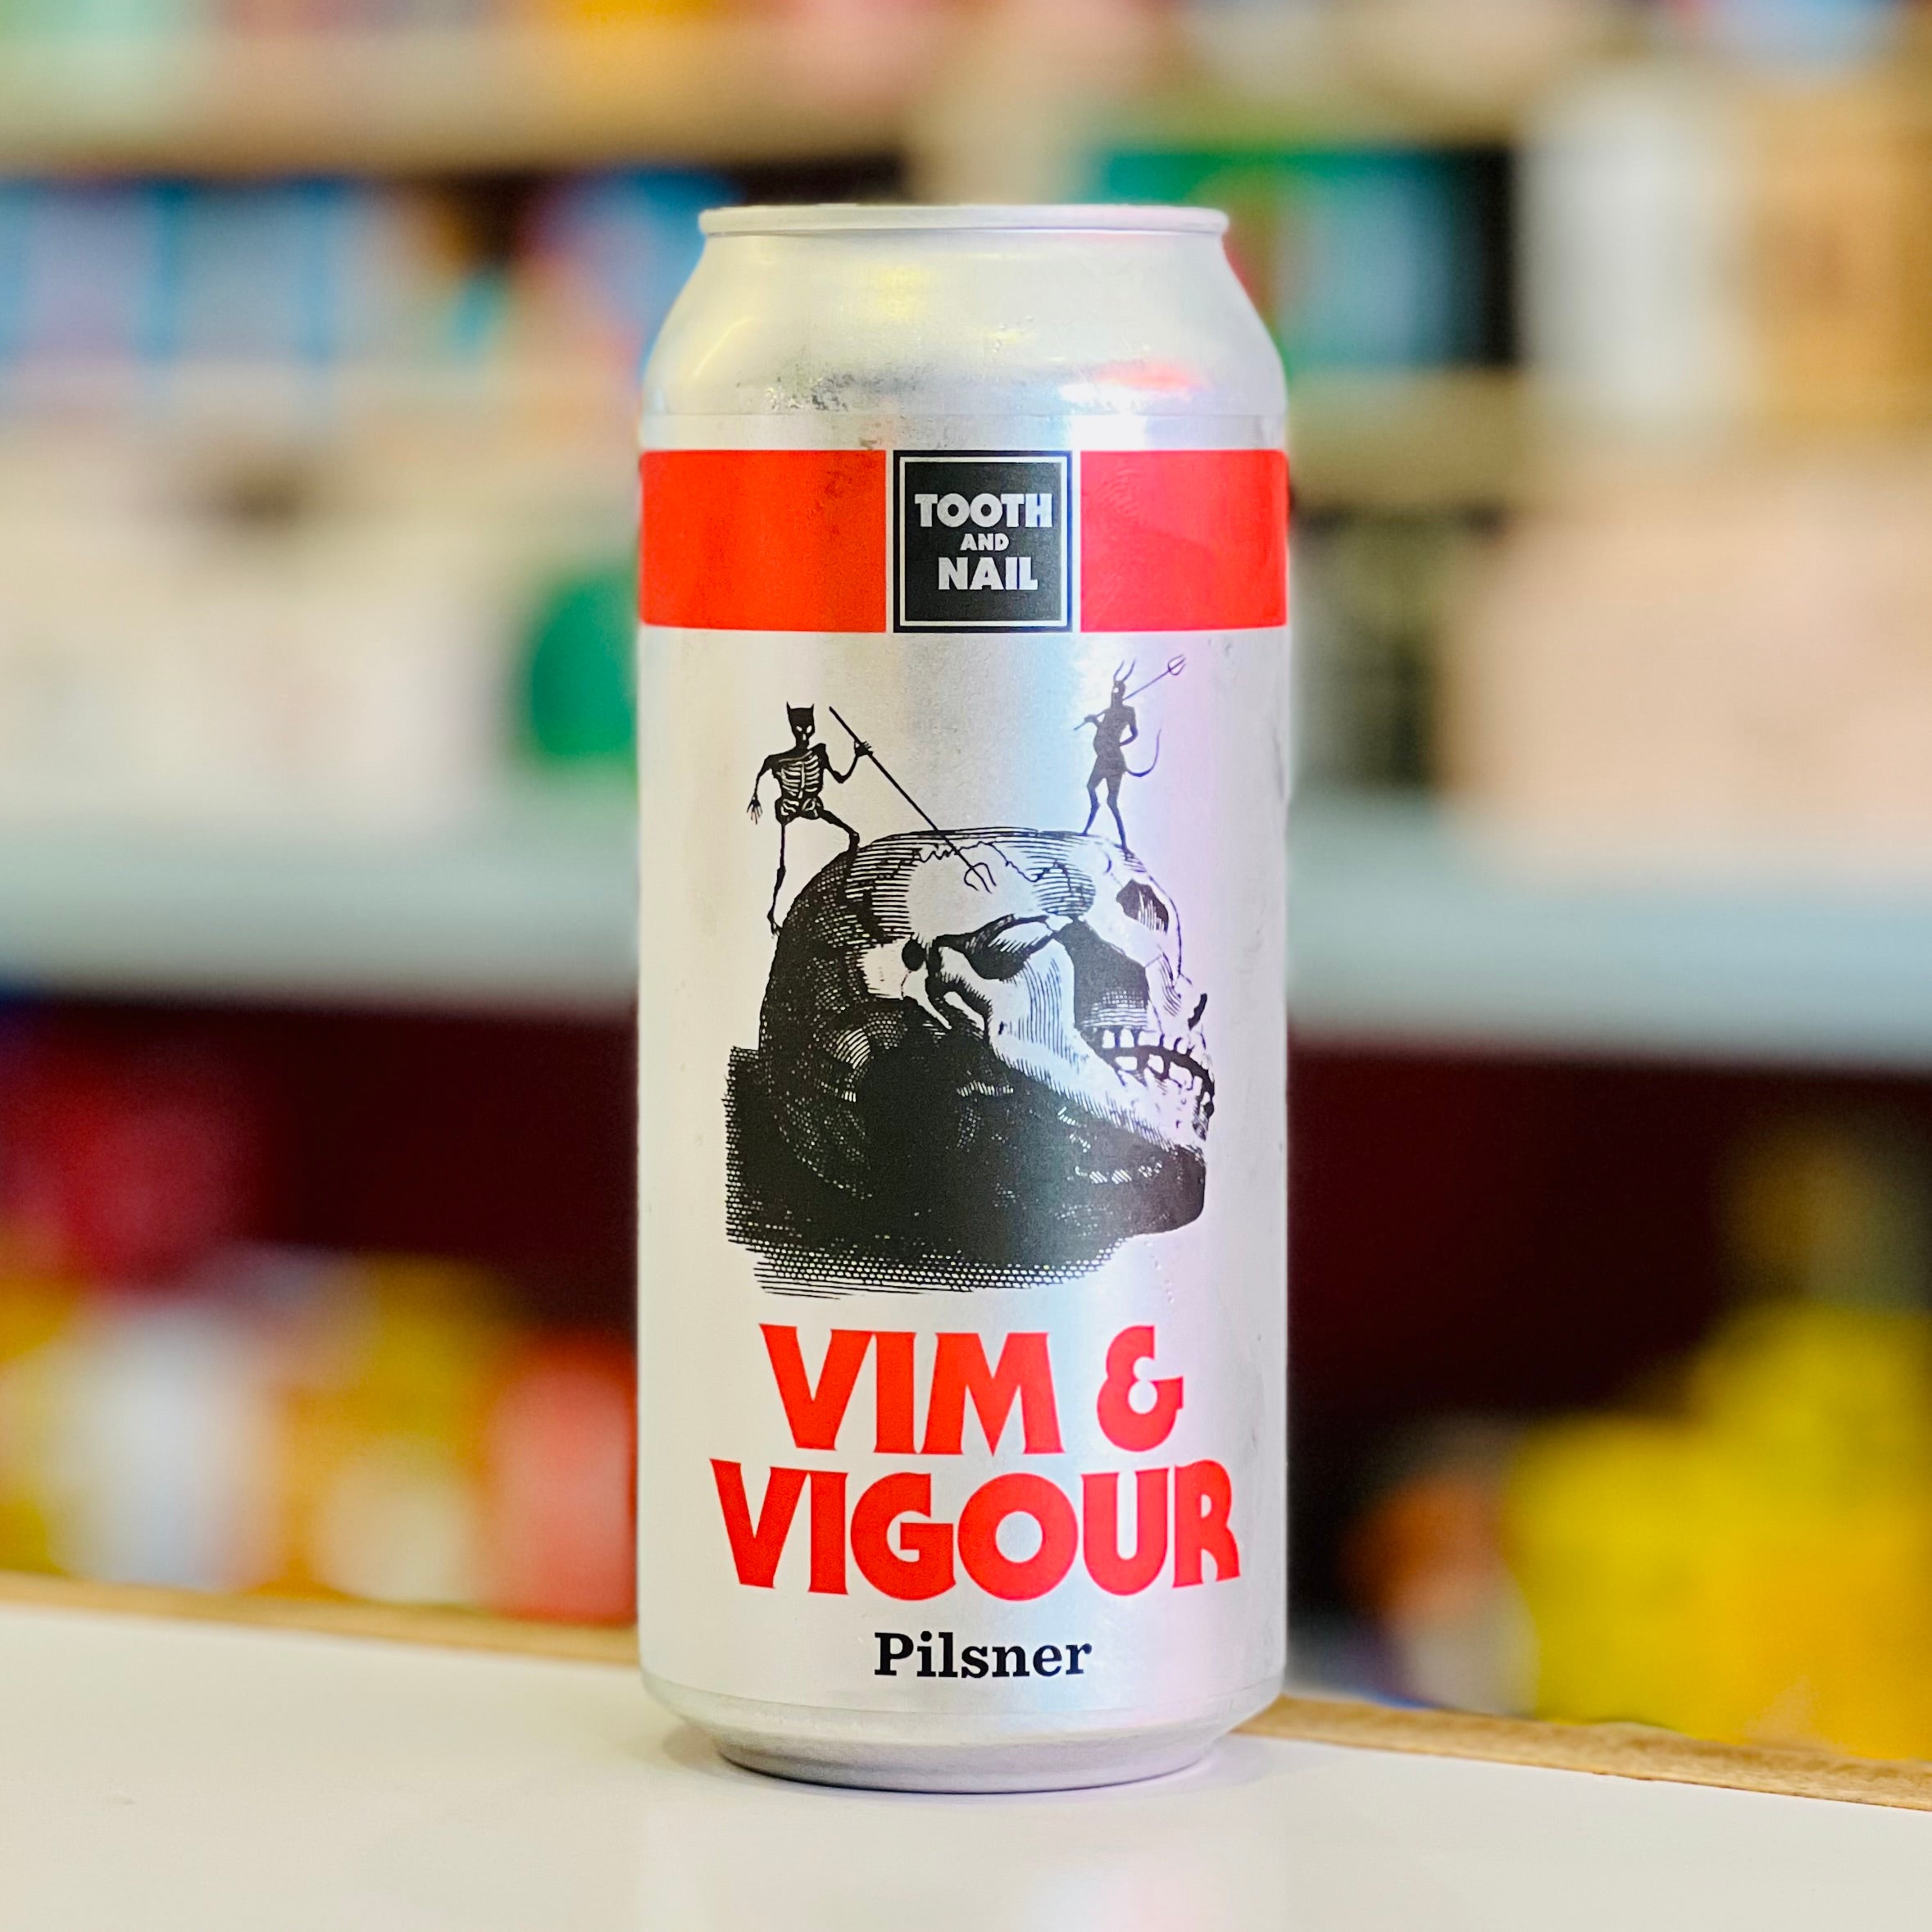 TOOTH
AND
NAIL
VIM &
VIGOUR
Pilsner